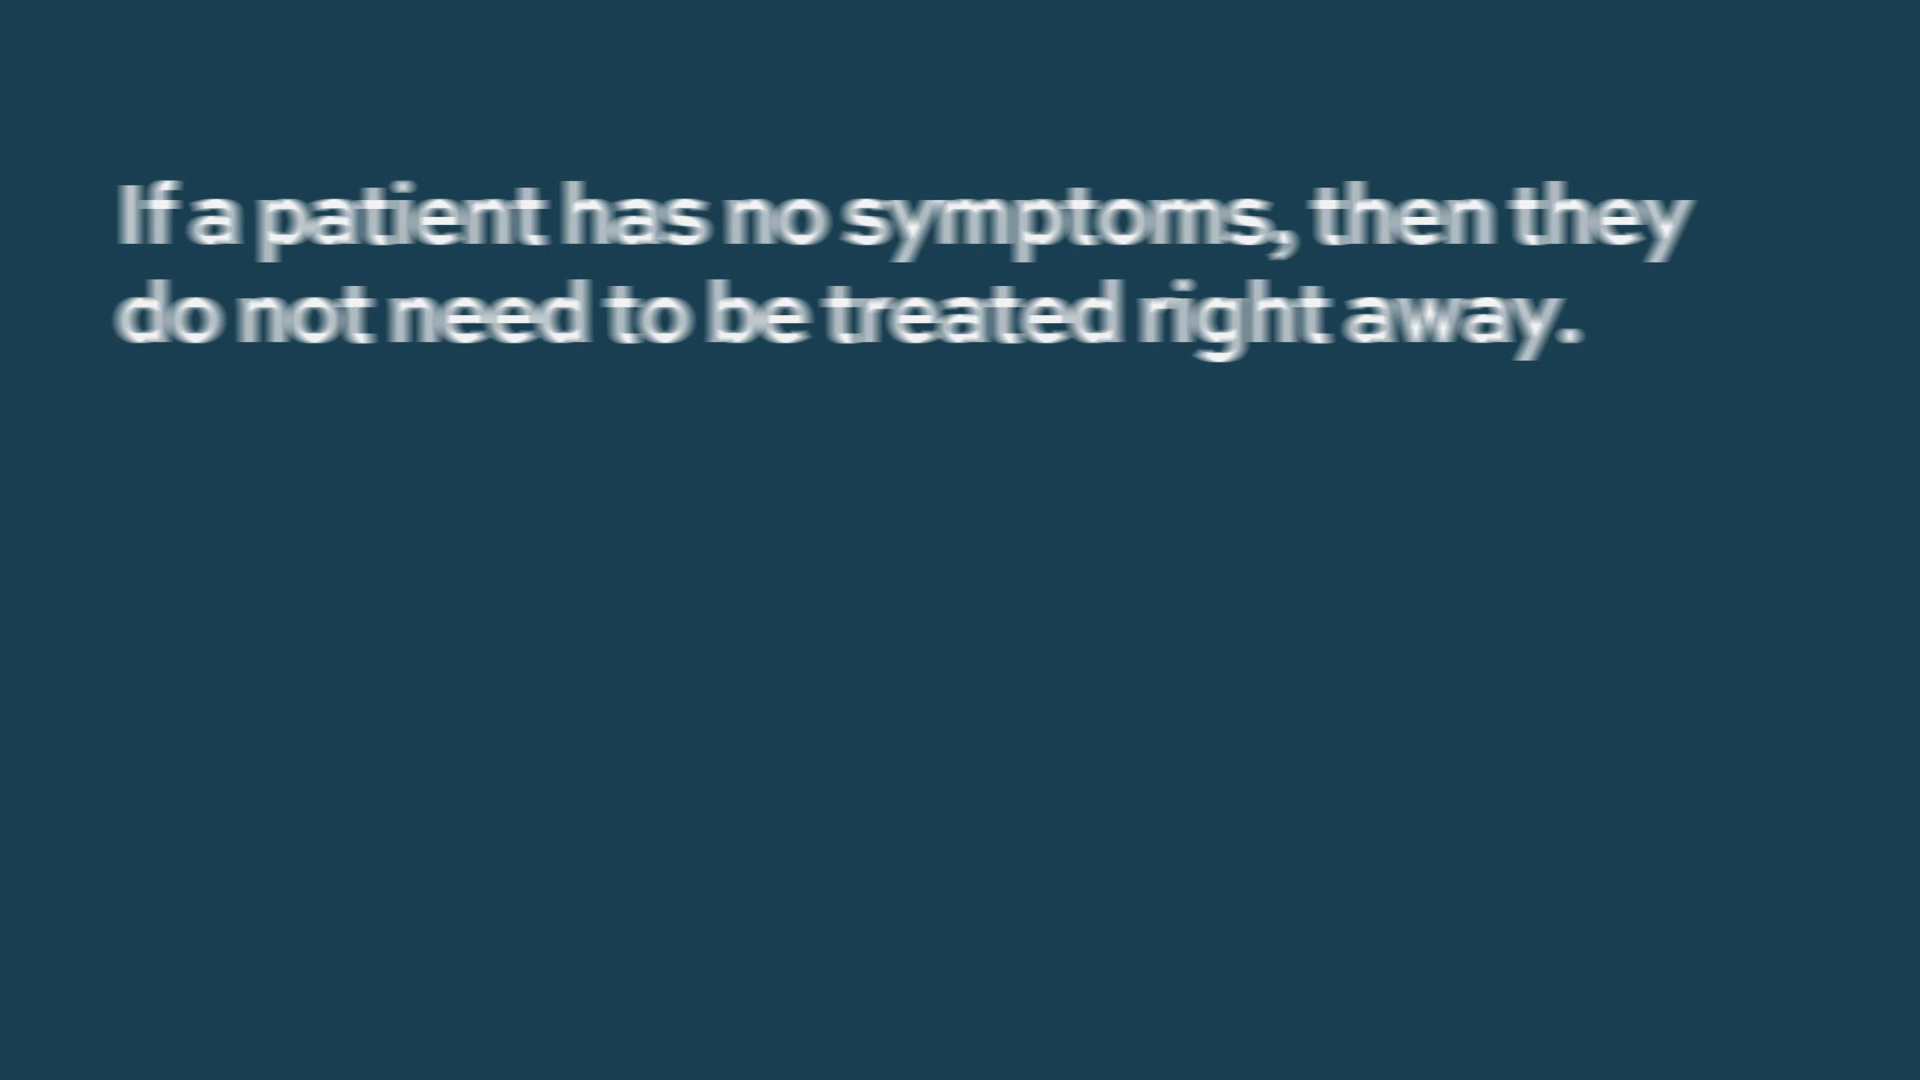 If a patient has no symptoms, then they
do not need to be treated right away.